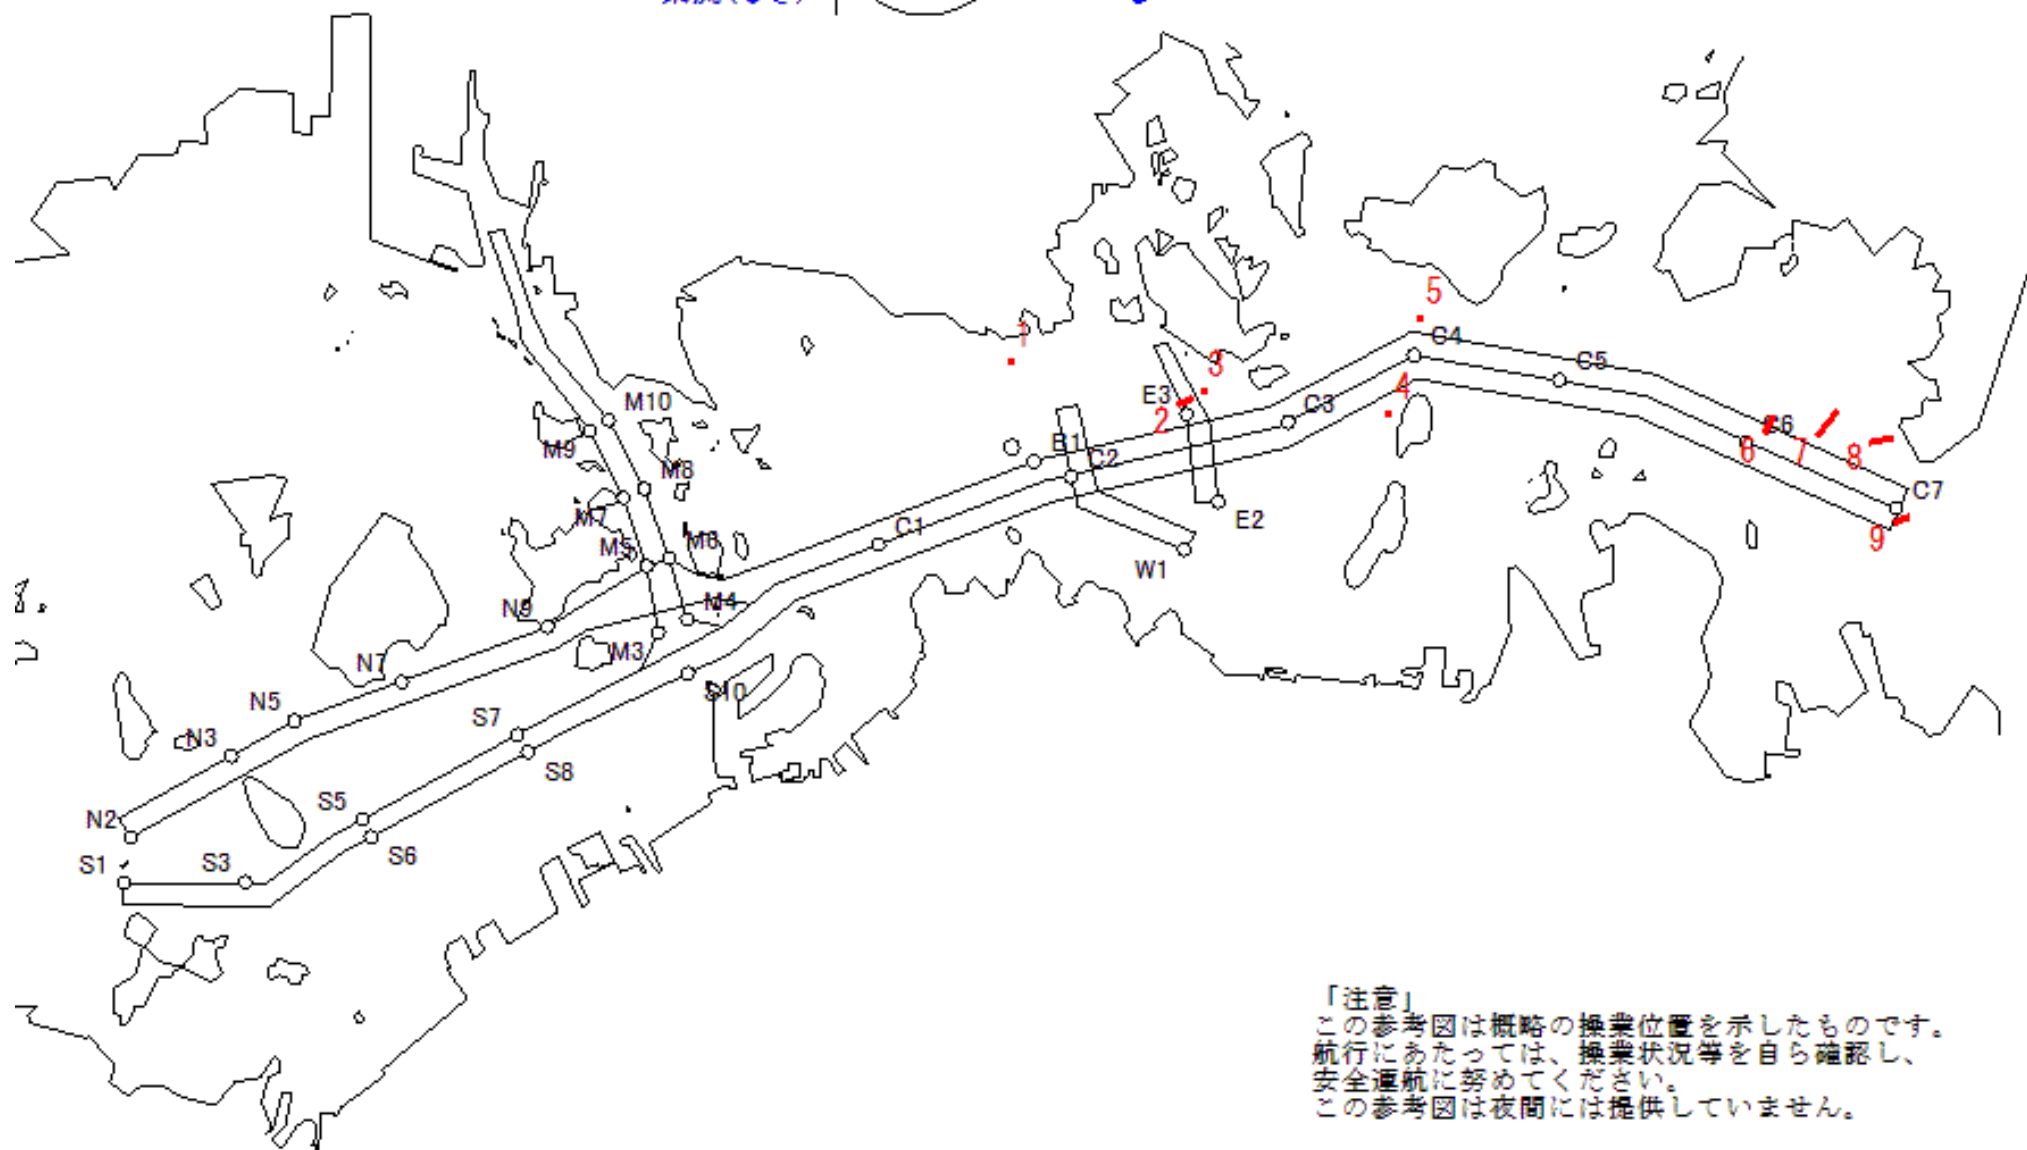 5
1
C4
3
C5
E3
4
M10
2
C3
C6
M9
B1
6
7
8
M8
C2
C7
M7
E2
C1
9
M5
M6
W1
N9
M4
M3
N7
S10
N5
S7
N3
S8
S5
N2
S6
S1
S3
「注意」
この参考図は概略の操業位置を示したものです。
航行にあたっては、操業状況等を自ら確認し、
安全運航に努めてください。
この参考図は夜間には提供していません。